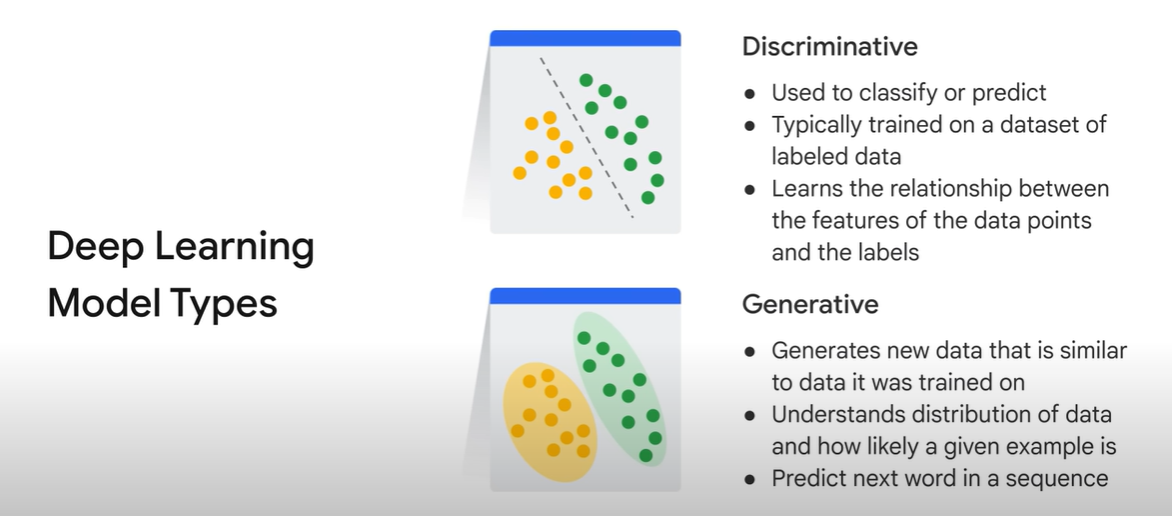 Deep Learning
Model Types
Discriminative
● Used to classify or predict
● Typically trained on a dataset of
labeled data
● Learns the relationship between
the features of the data points
and the labels
Generative
● Generates new data that is similar
to data it was trained on
● Understands distribution of data
and how likely a given example is
● Predict next word in a sequence